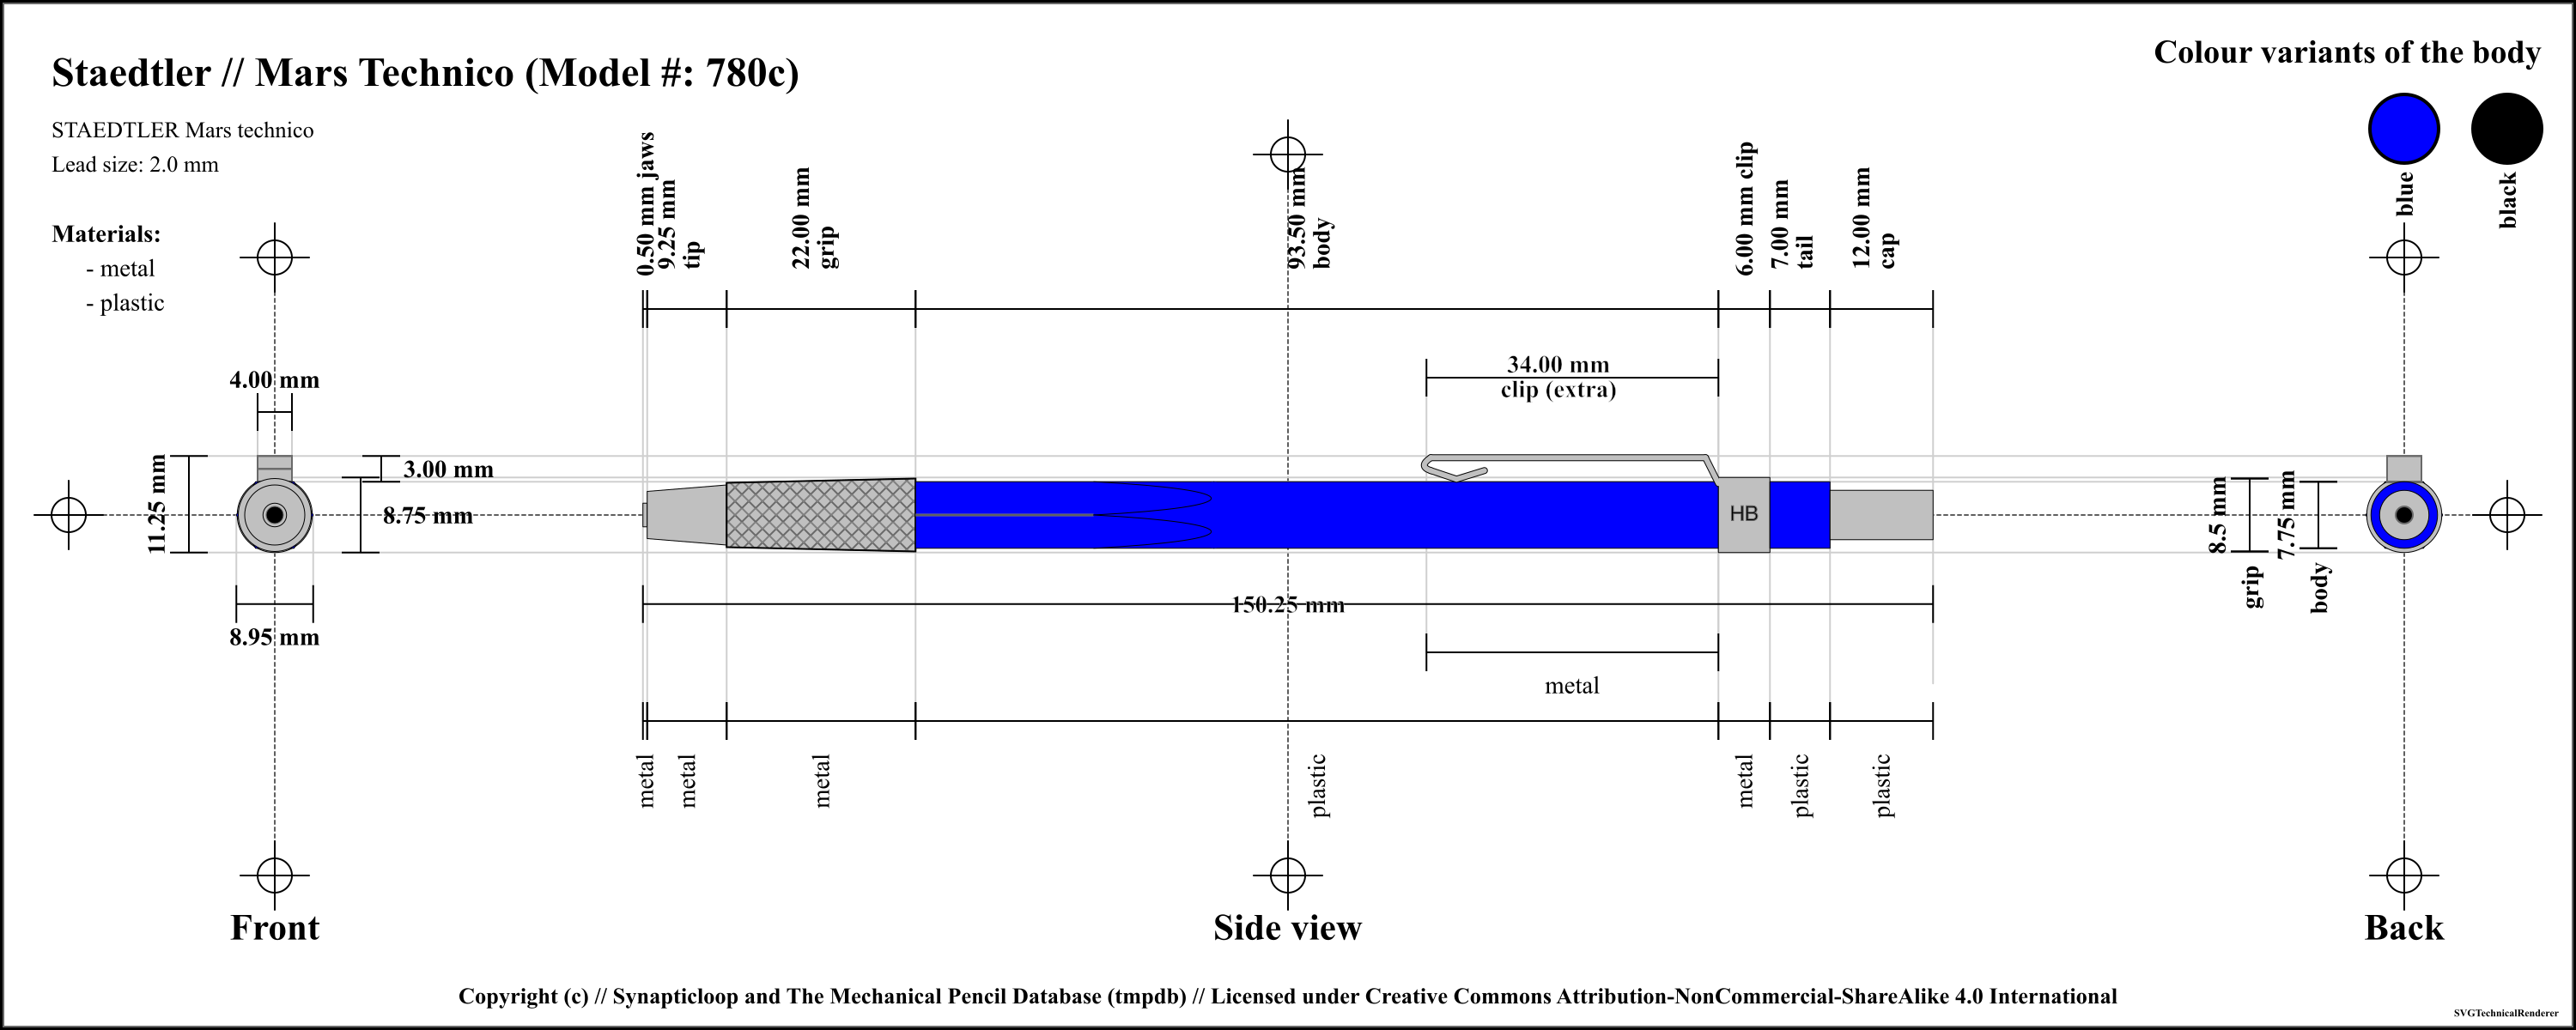 Staedtler // Mars Technico (Model #: 780c)
STAEDTLER Mars technico
Lead size: 2.0 mm
Materials:
- metal
- plastic
Colour variants of the body
blue
black
0.50 mm jaws
9.25 mm
tip
22.00 mm
grip
93.50 mm
body
6.00 mm clip
7.00 mm
tail
12.00 mm
cap
34.00 mm
clip (extra)
4.00 mm
11.25 mm
3.00 mm
8.75 mm
8.95 mm
HB
150.25 mm
8.5 mm
grip
7.75 mm
body
metal
metal
metal
metal
plastic
metal
plastic
plastic
Front
Side view
Back
Copyright (c) // Synapticloop and The Mechanical Pencil Database (tmpdb) // Licensed under Creative Commons Attribution-NonCommercial-ShareAlike 4.0 International
SVGTechnicalRenderer